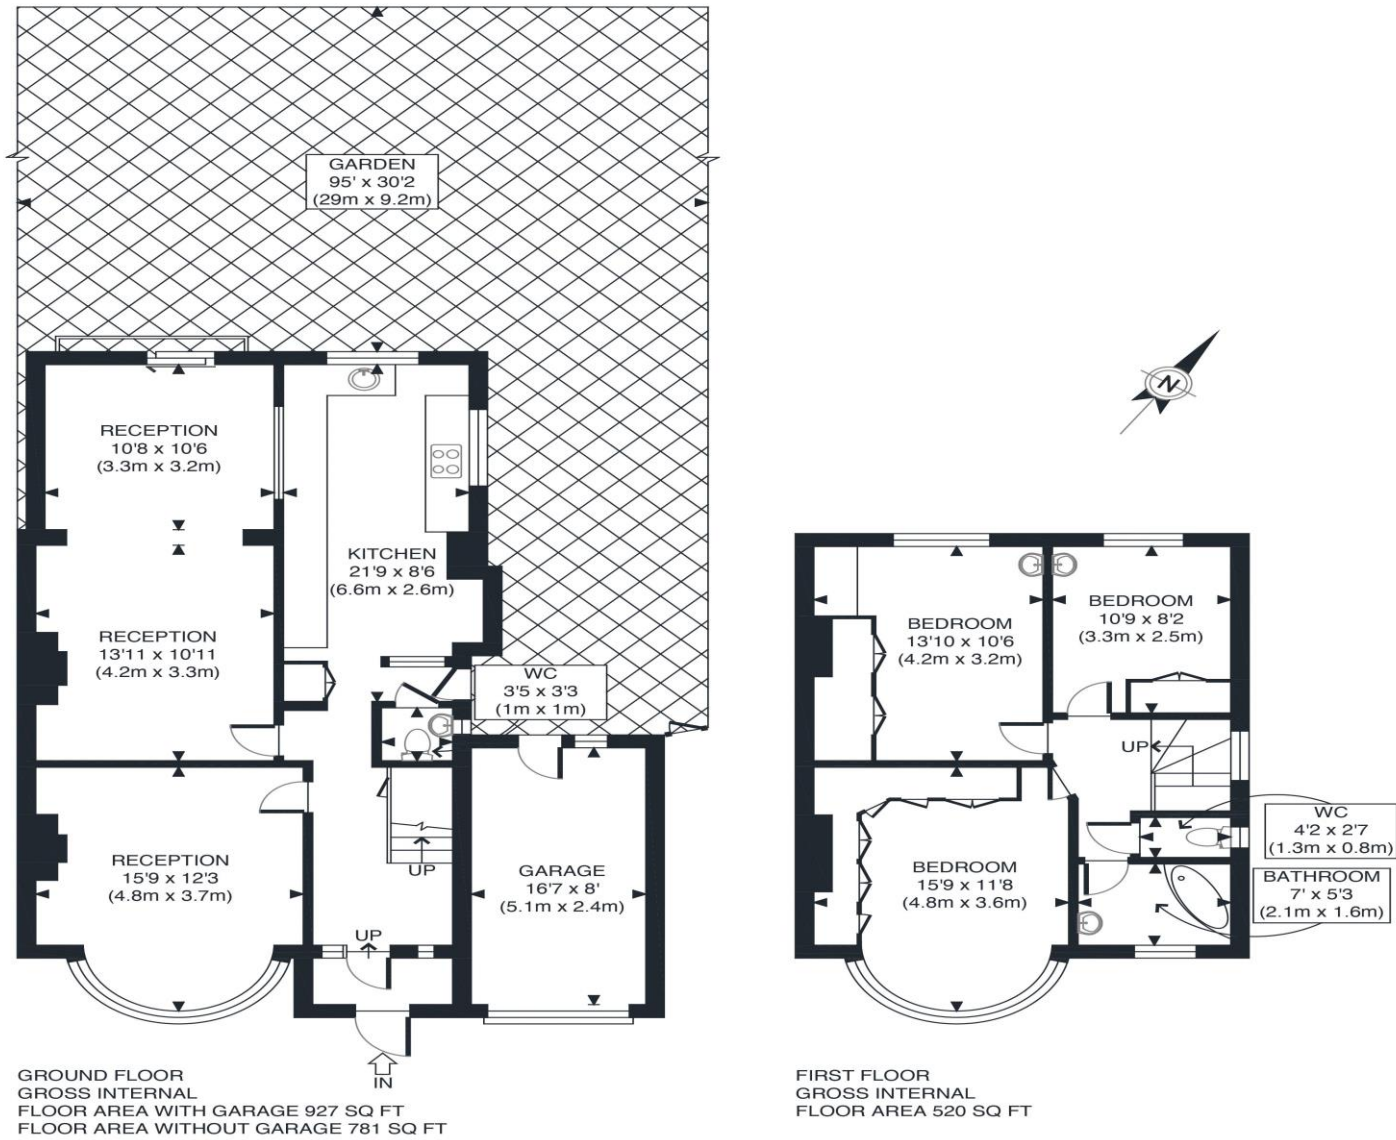 GARDEN
95' x 30'2
(29m x 9.2m)
RECEPTION
10'8 x 10'6
(3.3m x 3.2m)
KITCHEN
21'9 x 8'6
(6.6m x 2.6m)
RECEPTION
13'11 x 10'11
(4.2m x 3.3m)
WC
3'5 x 3'3
(1m x 1m)
RECEPTION
15'9 x 12'3
(4.8m x 3.7m)
UP
GARAGE
16'7 x 8'
(5.1m x 2.4m)
UP
IN
GROUND FLOOR
GROSS INTERNAL
FLOOR AREA WITH GARAGE 927 SQ FT
FLOOR AREA WITHOUT GARAGE 781 SQ FT
N
BEDROOM
13'10 x 10'6
(4.2m x 3.2m)
BEDROOM
10'9 x 8'2
(3.3m x 2.5m)
UP
WC
4'2 x 2'7
(1.3m x 0.8m)
BEDROOM
15'9 x 11'8
(4.8m x 3.6m)
BATHROOM
7' x 5'3
(2.1m x 1.6m)
FIRST FLOOR
GROSS INTERNAL
FLOOR AREA 520 SQ FT